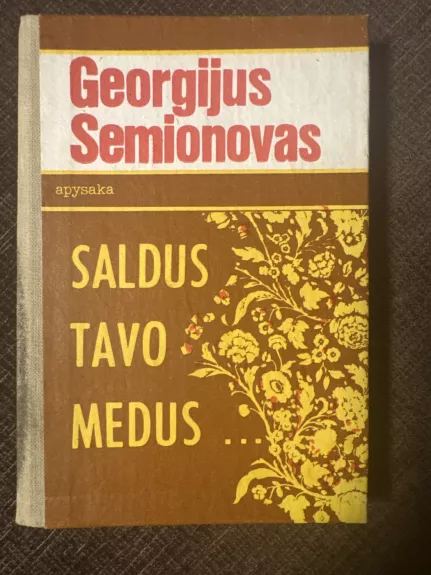 Georgijus
Semionovas
apysaka
SALDUS
TAVO
MEDUS ...